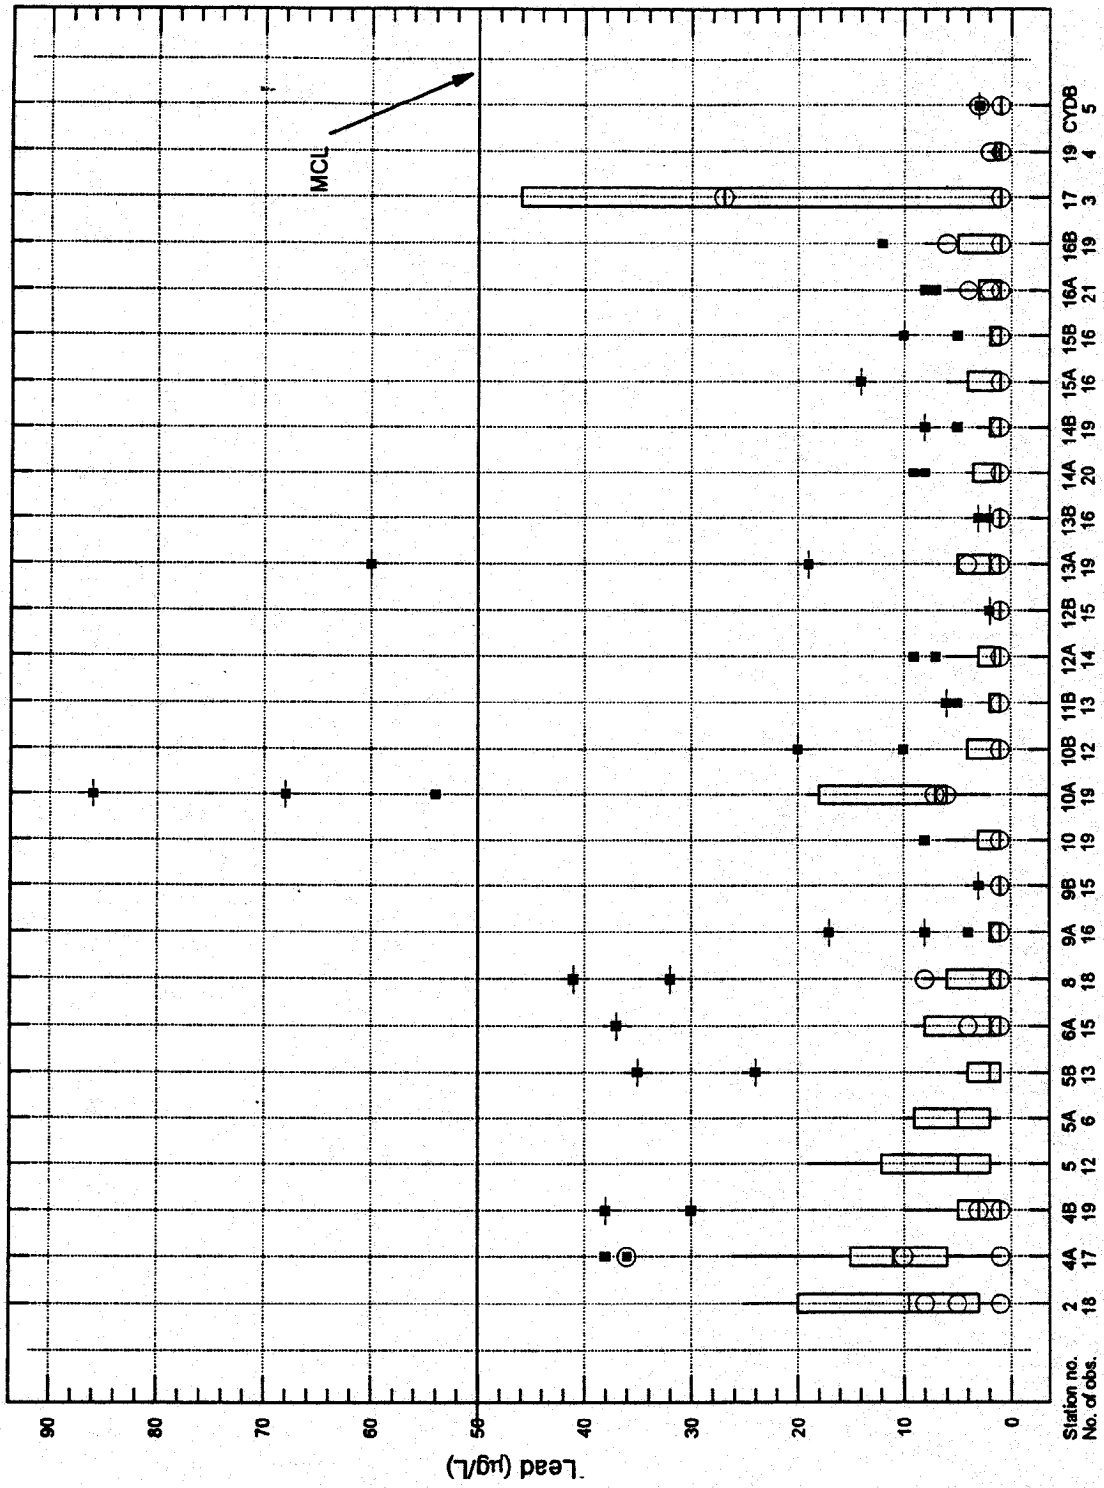 Lead (µg/L)
90
80
70
60
50
40
30
20
10
0
MCL
Station no. 2 4A 4B 5 5A 5B 6A 8 9A 9B 10 10A 10B 11B 12A 12B 13A 13B 14A 14B 15A 15B 16A 16B 17 19 CYDB
No. of obs. 18 17 19 12 6 13 15 18 16 15 19 19 12 13 14 15 19 16 20 19 16 16 21 19 3 4 5